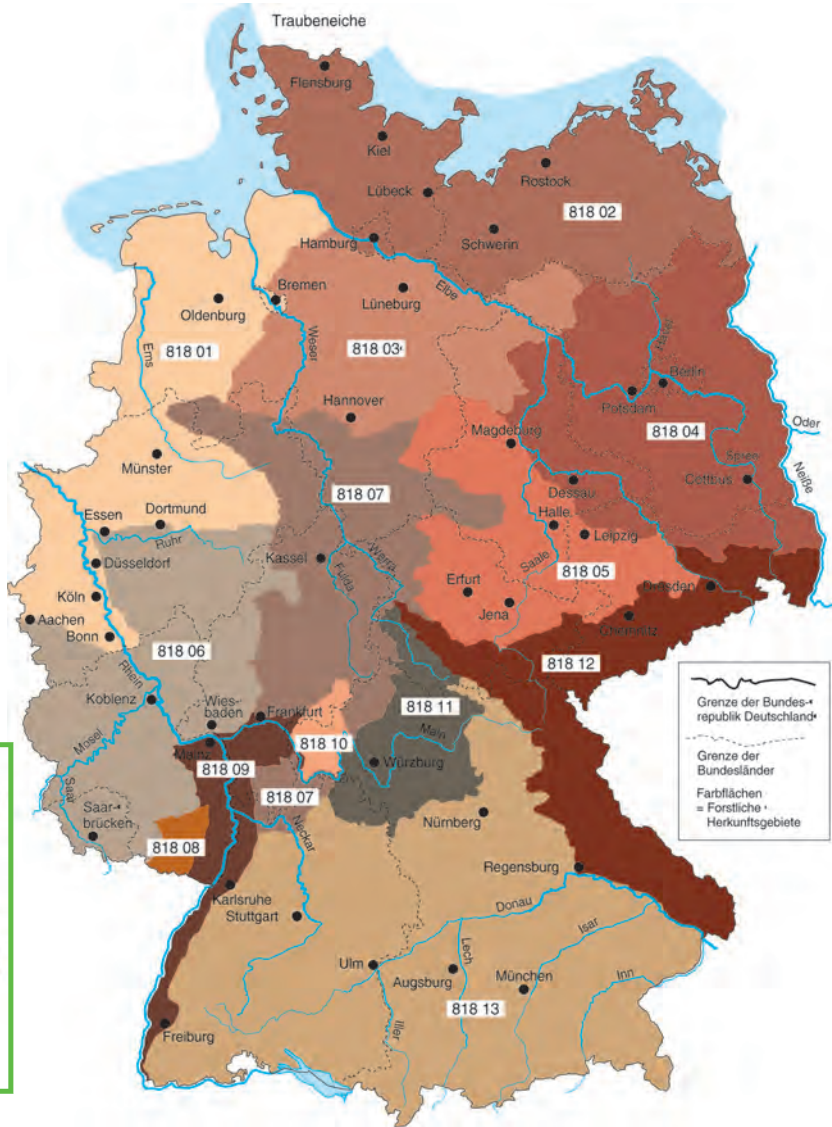 Traubeneiche
Flensburg
Kiel
Rostock
Lübeck
818 02
Hamburg
Schwerin
Elbe
Bremen
Lüneburg
Oldenburg
Weser
818 01
818 03
Ems
Havel
Berlin
Hannover
Potsdam
Oder
Magdeburg
818 04
Münster
Spree
Neiße
818 07
Dessau
Cottbus
Dortmund
Essen
Halle
Ruhr
Leipzig
Düsseldorf
Kassel
Werra
Saale
818 05
Fulda
Erfurt
Dresden
Köln
Jena
Aachen
Chemnitz
Bonn
818 06
818 12
Rhein
Koblenz
Wies-
baden
Frankfurt
818 11
Main
Mosel
Mainz
818 10
Würzburg
818 09
Saar
818 07
Saar-
brücken
Neckar
Nürnberg
818 08
Regensburg
Karlsruhe
Stuttgart
Donau
Isar
Ulm
Lech
Augsburg
München
Inn
818 13
Iller
Freiburg
Grenze der Bundes-
republik Deutschland
Grenze der
Bundesländer
Farbflächen
= Forstliche
Herkunftsgebiete